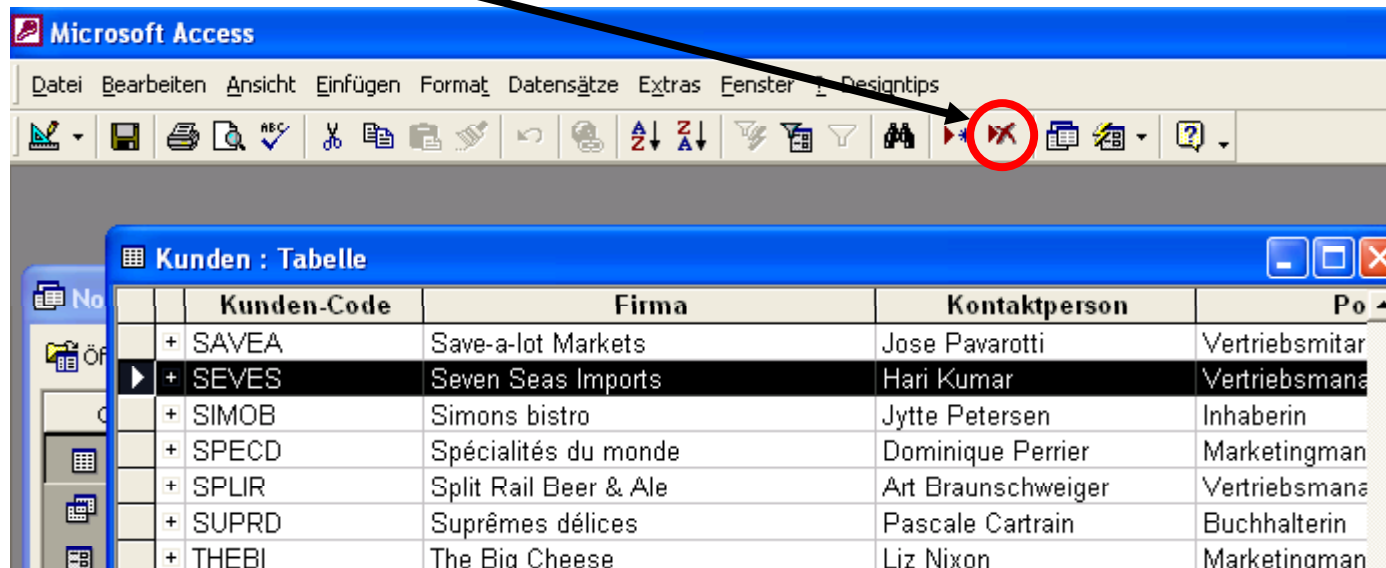 Microsoft Access
Datei Bearbeiten Ansicht Einfügen Format Datensätze Extras Fenster ? Designtips
Kunden : Tabelle
No
Kunden-Code Firma Kontaktperson Po
Öf
SAVEA Save-a-lot Markets Jose Pavarotti Vertriebsmitar
SEVES Seven Seas Imports Hari Kumar Vertriebsmana
SIMOB Simons bistro Jytte Petersen Inhaberin
SPECD Spécialités du monde Dominique Perrier Marketingman
SPLIR Split Rail Beer & Ale Art Braunschweiger Vertriebsmana
SUPRD Suprêmes délices Pascale Cartrain Buchhalterin
THEBI The Big Cheese Liz Nixon Marketingman